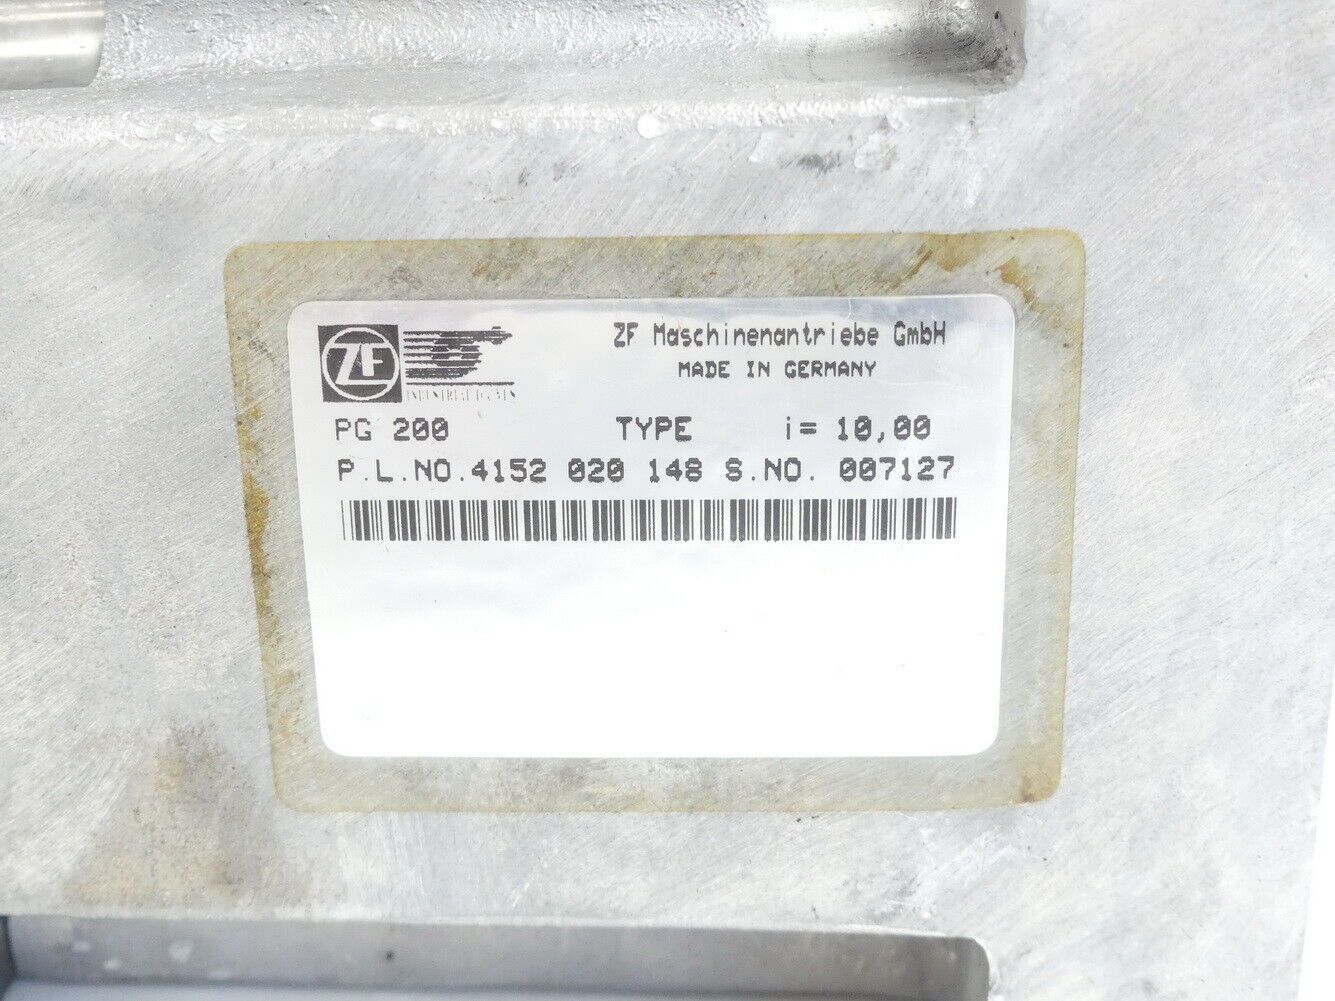 ZF
ZF Maschinenantriebe GmbH
MADE IN GERMANY
PG 200 TYPE i= 10,00
P.L.NO.4152 020 148 S.NO. 007127